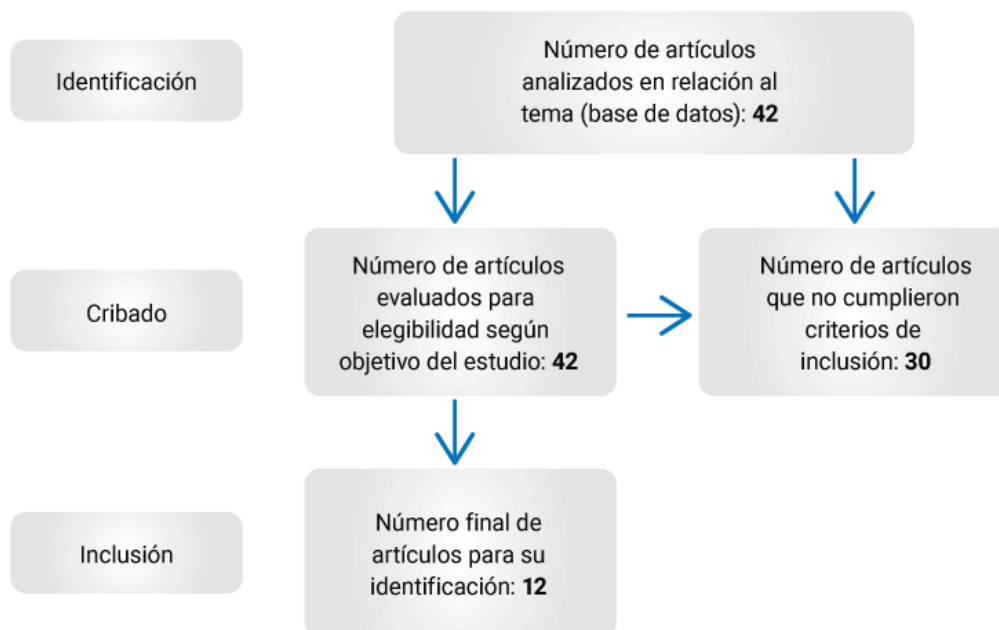 Identificación
Número de artículos
analizados en relación al
tema (base de datos): 42
Cribado
Número de artículos
evaluados para
elegibilidad según
objetivo del estudio: 42
Número de artículos
que no cumplieron
criterios de
inclusión: 30
Inclusión
Número final de
artículos para su
identificación: 12